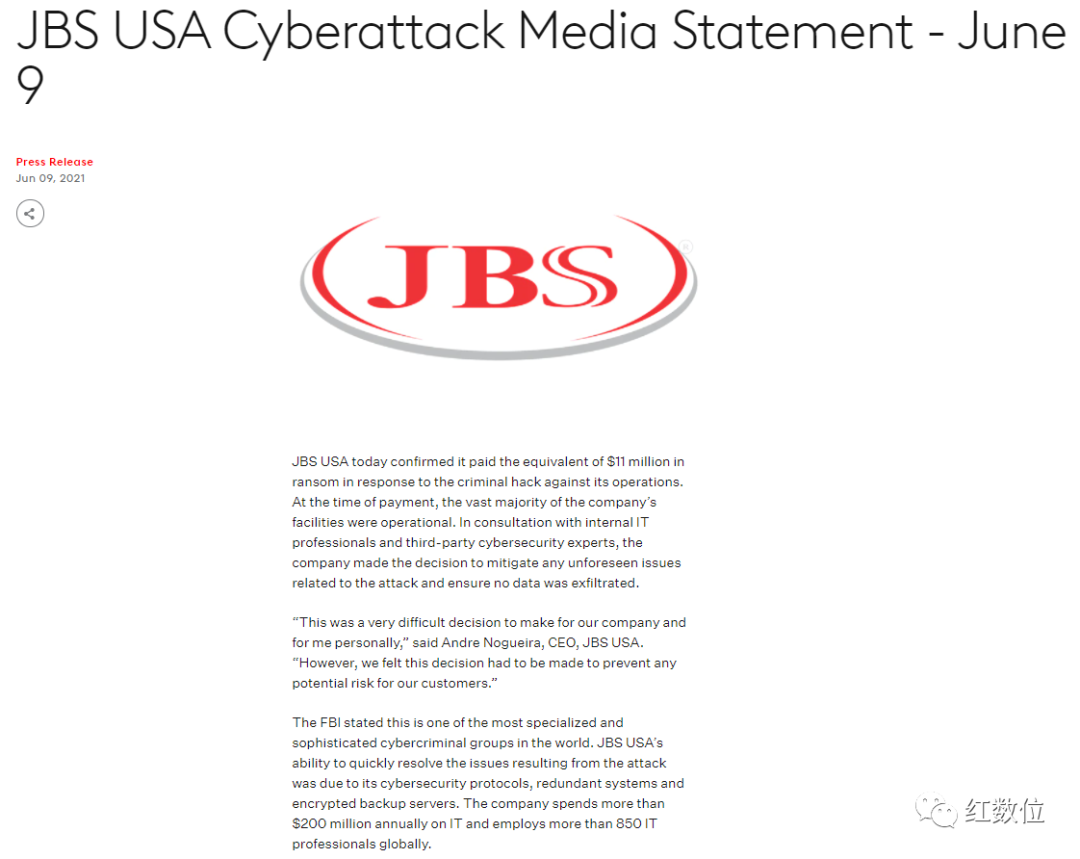 JBS USA Cyberattack Media Statement - June
9
Press Release
Jun 09, 2021
JBS
JBS USA today confirmed it paid the equivalent of $11 million in
ransom in response to the criminal hack against its operations.
At the time of payment, the vast majority of the company’s
facilities were operational. In consultation with internal IT
professionals and third-party cybersecurity experts, the
company made the decision to mitigate any unforeseen issues
related to the attack and ensure no data was exfiltrated.
“This was a very difficult decision to make for our company and
for me personally,” said Andre Nogueira, CEO, JBS USA.
“However, we felt this decision had to be made to prevent any
potential risk for our customers.”
The FBI stated this is one of the most specialized and
sophisticated cybercriminal groups in the world. JBS USA’s
ability to quickly resolve the issues resulting from the attack
was due to its cybersecurity protocols, redundant systems and
encrypted backup servers. The company spends more than
$200 million annually on IT and employs more than 850 IT
professionals globally.
红数位